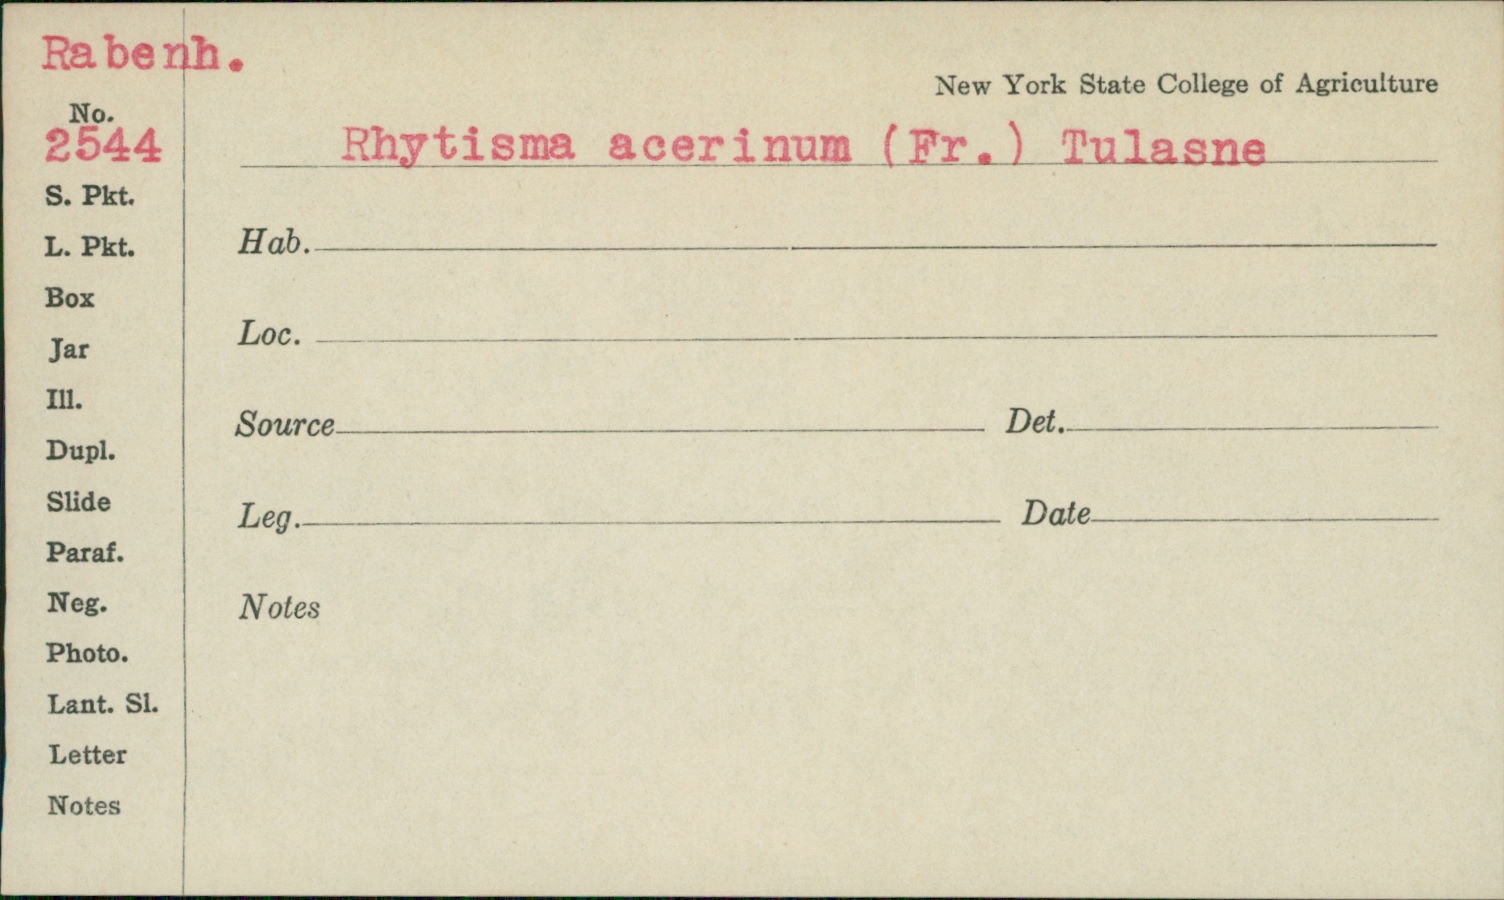 Rabenh.
New York State College of Agriculture
No.
2544
Rhytisma acerinum (Fr.) Tulasne
S. Pkt.
L. Pkt.
Box
Jar
Ill.
Dupl.
Slide
Paraf.
Neg.
Photo.
Lant. Sl.
Letter
Notes
Hab.
Loc.
Source Det.
Leg. Date
Notes